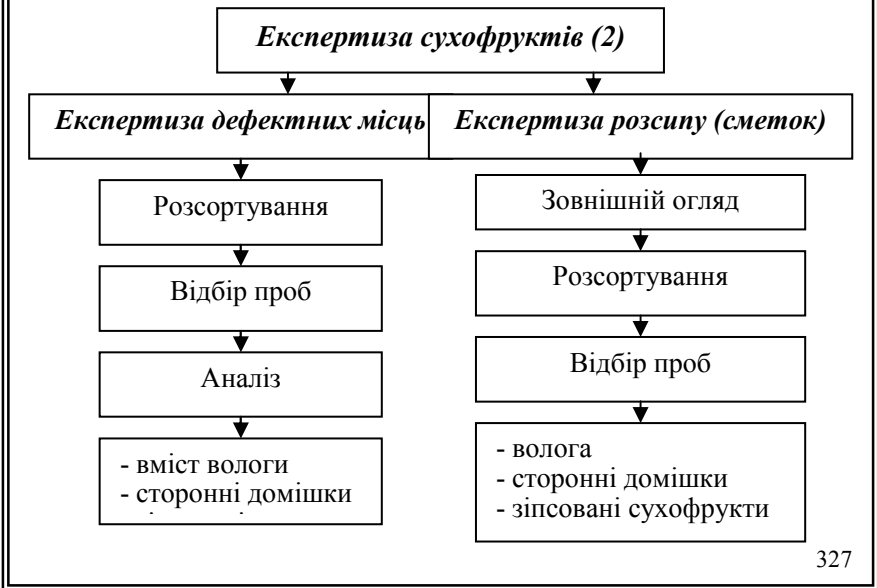 Експертиза сухофруктів (2)
Експертиза дефектних місць
Експертиза розсипу (сметок)
Розсортування
Відбір проб
Аналіз
- вміст вологи
- сторонні домішки
Зовнішній огляд
Розсортування
Відбір проб
- волога
- сторонні домішки
- зіпсовані сухофрукти
327